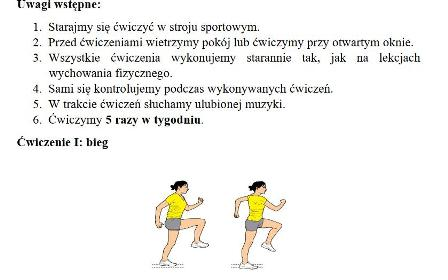 Uwagi wstępne:
1. Starajmy się ćwiczyć w stroju sportowym.
2. Przed ćwiczeniami wietrzymy pokój lub ćwiczymy przy otwartym oknie.
3. Wszystkie ćwiczenia wykonujemy starannie tak, jak na lekcjach
wychowania fizycznego.
4. Sami się kontrolujemy podczas wykonywanych ćwiczeń.
5. W trakcie ćwiczeń słuchamy ulubionej muzyki.
6. Ćwiczymy 5 razy w tygodniu.
Ćwiczenie I: bieg